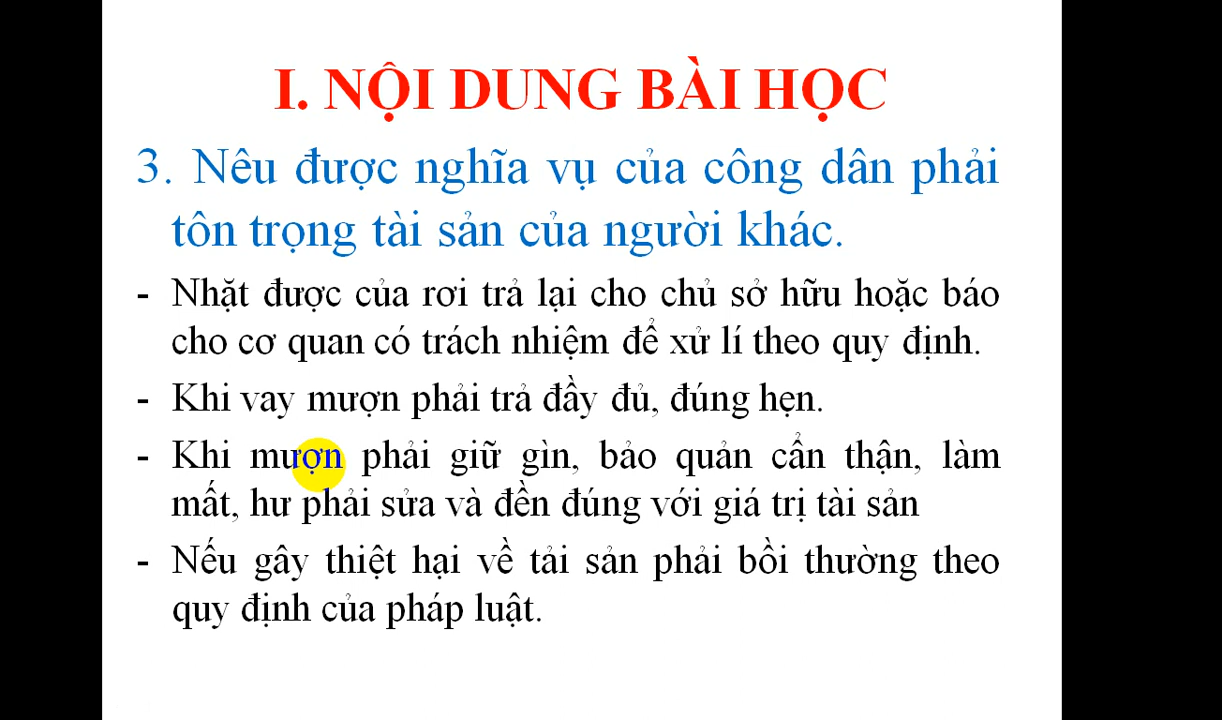 I. NỘI DUNG BÀI HỌC
3. Nêu được nghĩa vụ của công dân phải
tôn trọng tài sản của người khác.
- Nhặt được của rơi trả lại cho chủ sở hữu hoặc báo
cho cơ quan có trách nhiệm để xử lí theo quy định.
- Khi vay mượn phải trả đầy đủ, đúng hẹn.
- Khi mượn phải giữ gìn, bảo quản cẩn thận, làm
mất, hư phải sửa và đền đúng với giá trị tài sản
- Nếu gây thiệt hại về tải sản phải bồi thường theo
quy định của pháp luật.